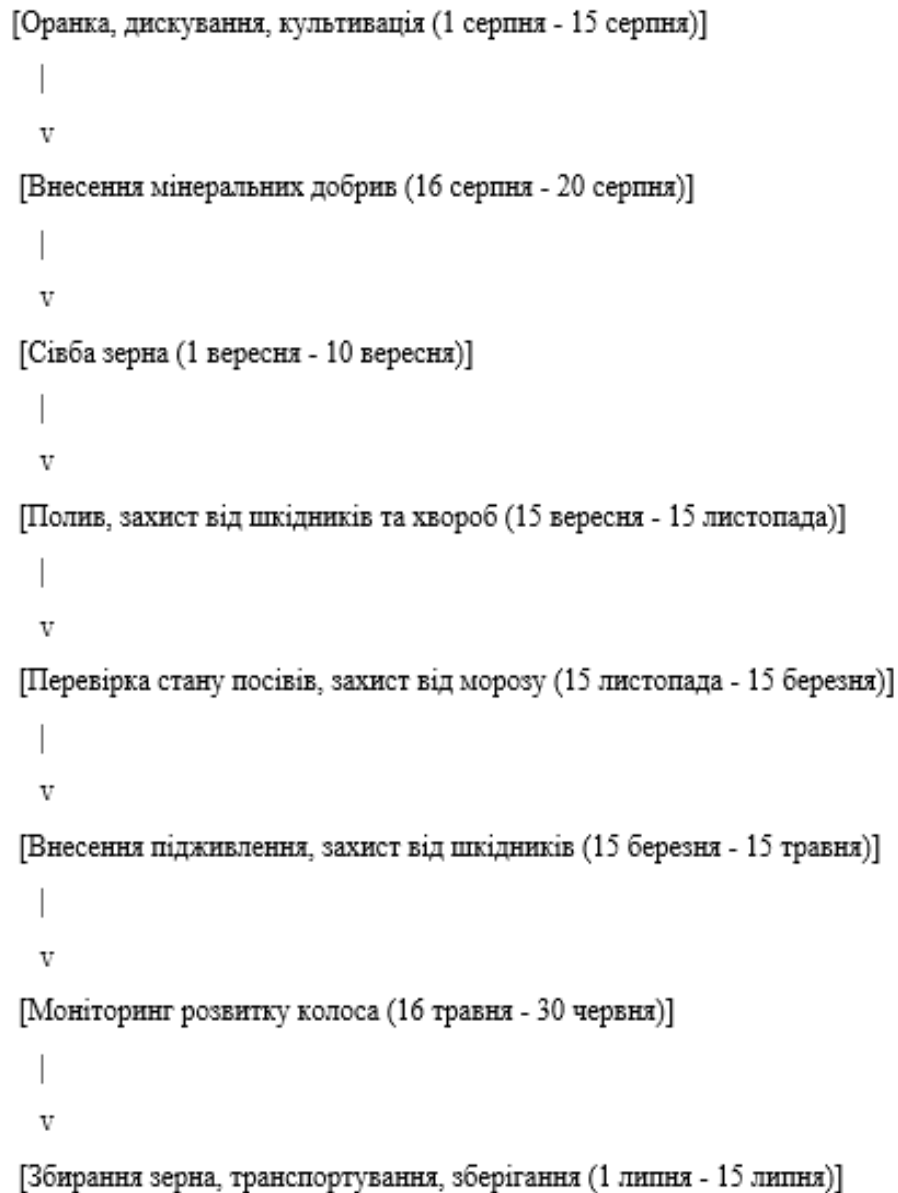 [Оранка, дискування, культивація (1 серпня - 15 серпня)]
|
v
[Внесення мінеральних добрив (16 серпня - 20 серпня)]
|
v
[Сівба зерна (1 вересня - 10 вересня)]
|
v
[Полив, захист від шкідників та хвороб (15 вересня - 15 листопада)]
|
v
[Перевірка стану посівів, захист від морозу (15 листопада - 15 березня)]
|
v
[Внесення підживлення, захист від шкідників (15 березня - 15 травня)]
|
v
[Моніторинг розвитку колоса (16 травня - 30 червня)]
|
v
[Збирання зерна, транспортування, зберігання (1 липня - 15 липня)]